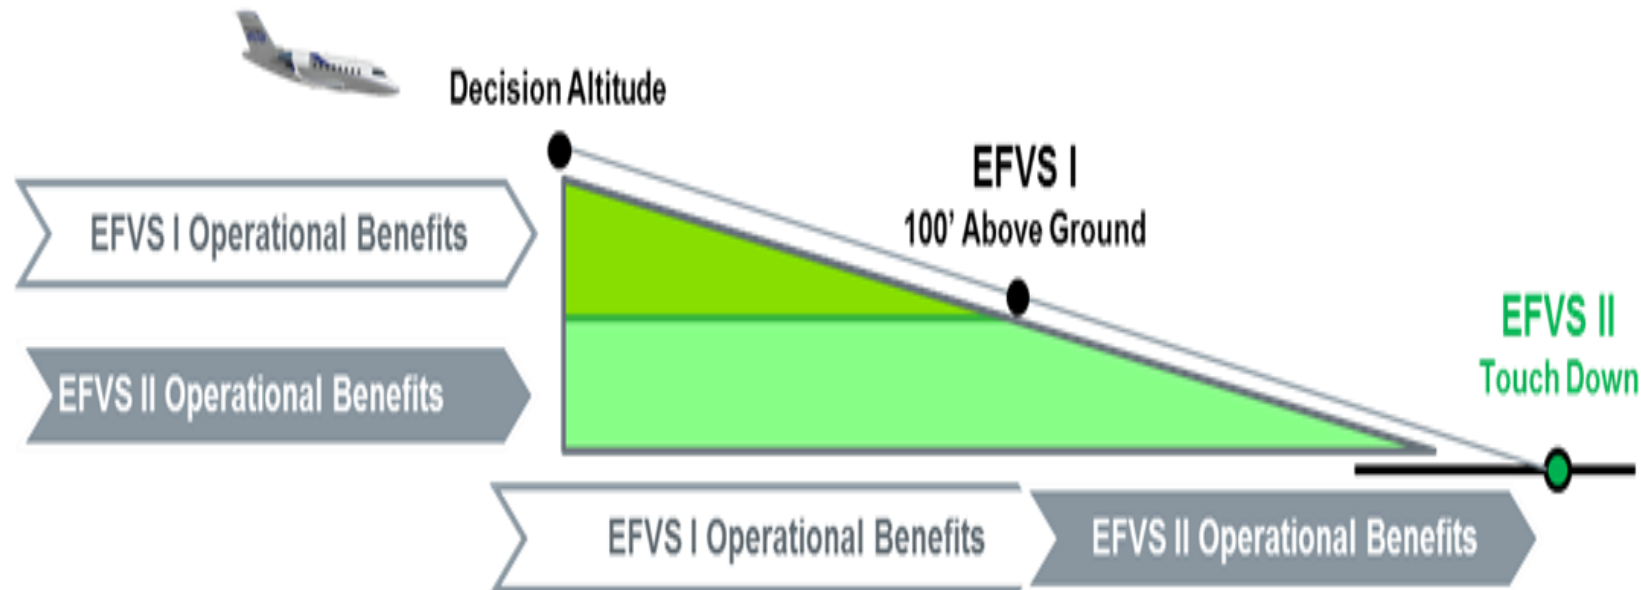 Decision Altitude
EFVS I
100' Above Ground
EFVS I Operational Benefits
EFVS II
Touch Down
EFVS II Operational Benefits
EFVS I Operational Benefits
EFVS II Operational Benefits